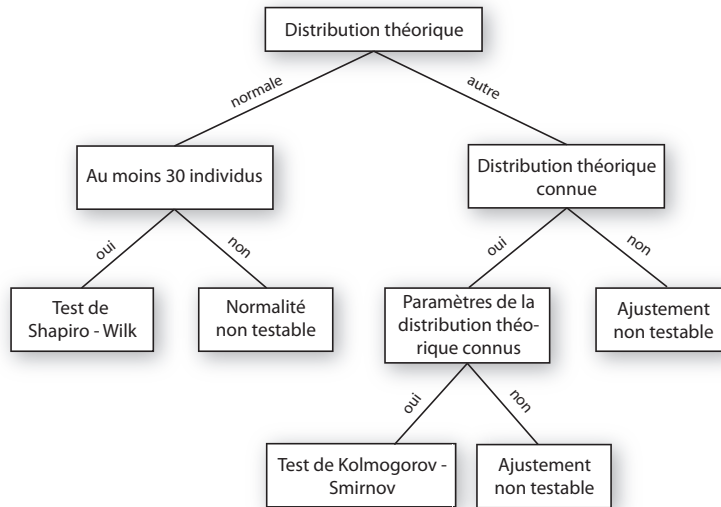 Distribution théorique
normale
autre
Au moins 30 individus
Distribution théorique
connue
oui
non
oui
non
Test de
Shapiro - Wilk
Normalité
non testable
Paramètres de la
distribution théo-
rique connus
Ajustement
non testable
oui
non
Test de Kolmogorov -
Smirnov
Ajustement
non testable